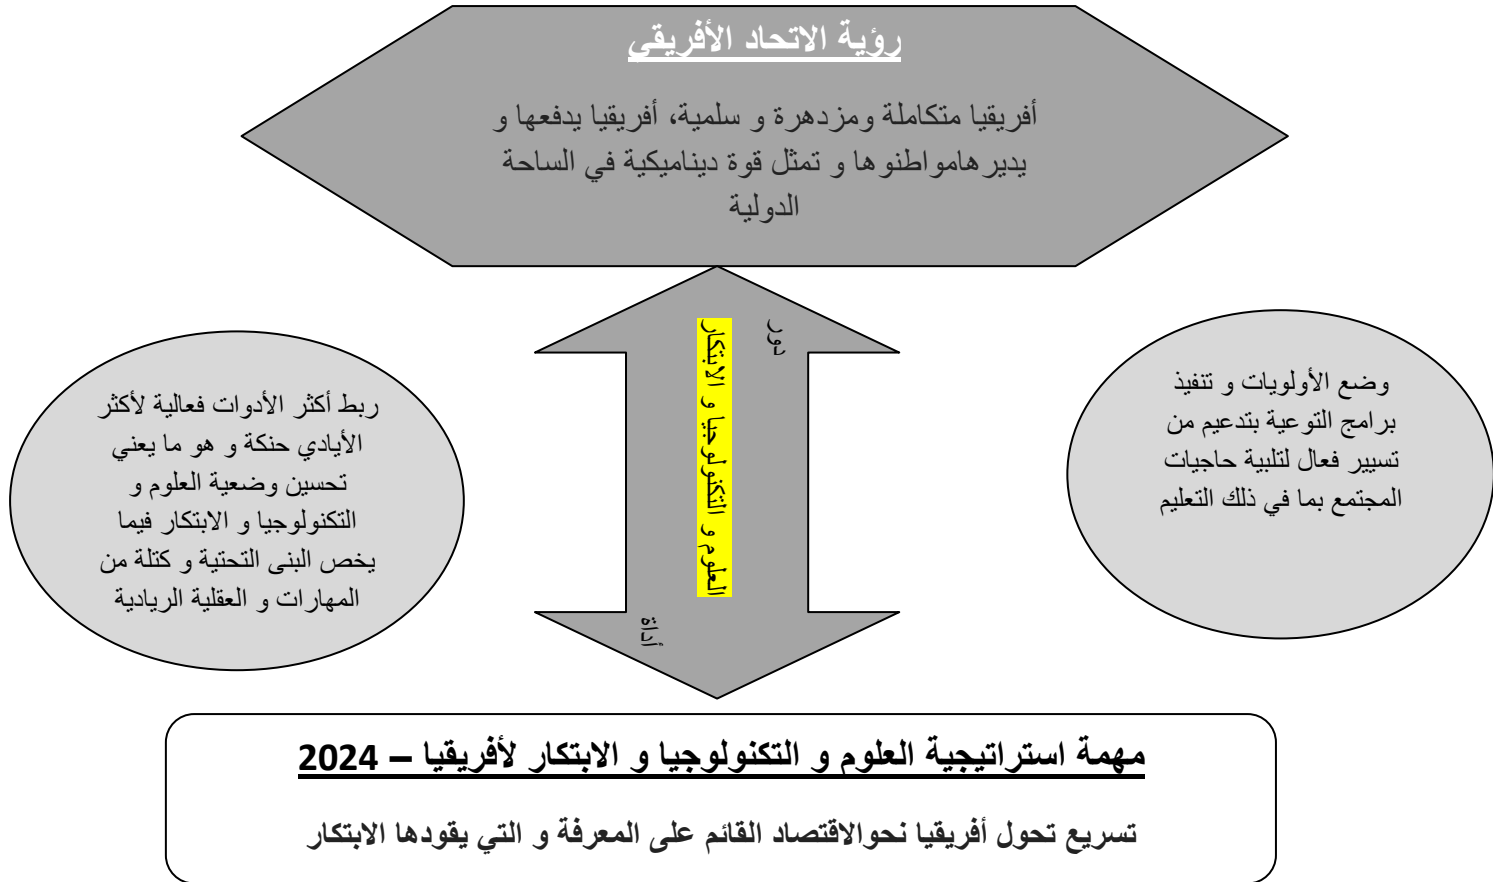 رؤية الاتحاد الأفريقي
أفريقيا متكاملة ومزدهرة و سلمية، أفريقيا يدفعها و
يديرهامواطنوها و تمثل قوة ديناميكية في الساحة
الدولية
دور
العلوم و التكنولوجيا و الابتكار
أداة
وضع الأولويات و تنفيذ
برامج التوعية بتدعيم من
تسيير فعال لتلبية حاجيات
المجتمع بما في ذلك التعليم
ربط أكثر الأدوات فعالية لأكثر
الأيادي حنكة و هو ما يعني
تحسين وضعية العلوم و
التكنولوجيا و الابتكار فيما
يخص البنى التحتية و كتلة من
المهارات و العقلية الريادية
مهمة استراتيجية العلوم و التكنولوجيا و الابتكار لأفريقيا – 2024
تسريع تحول أفريقيا نحوالاقتصاد القائم على المعرفة و التي يقودها الابتكار